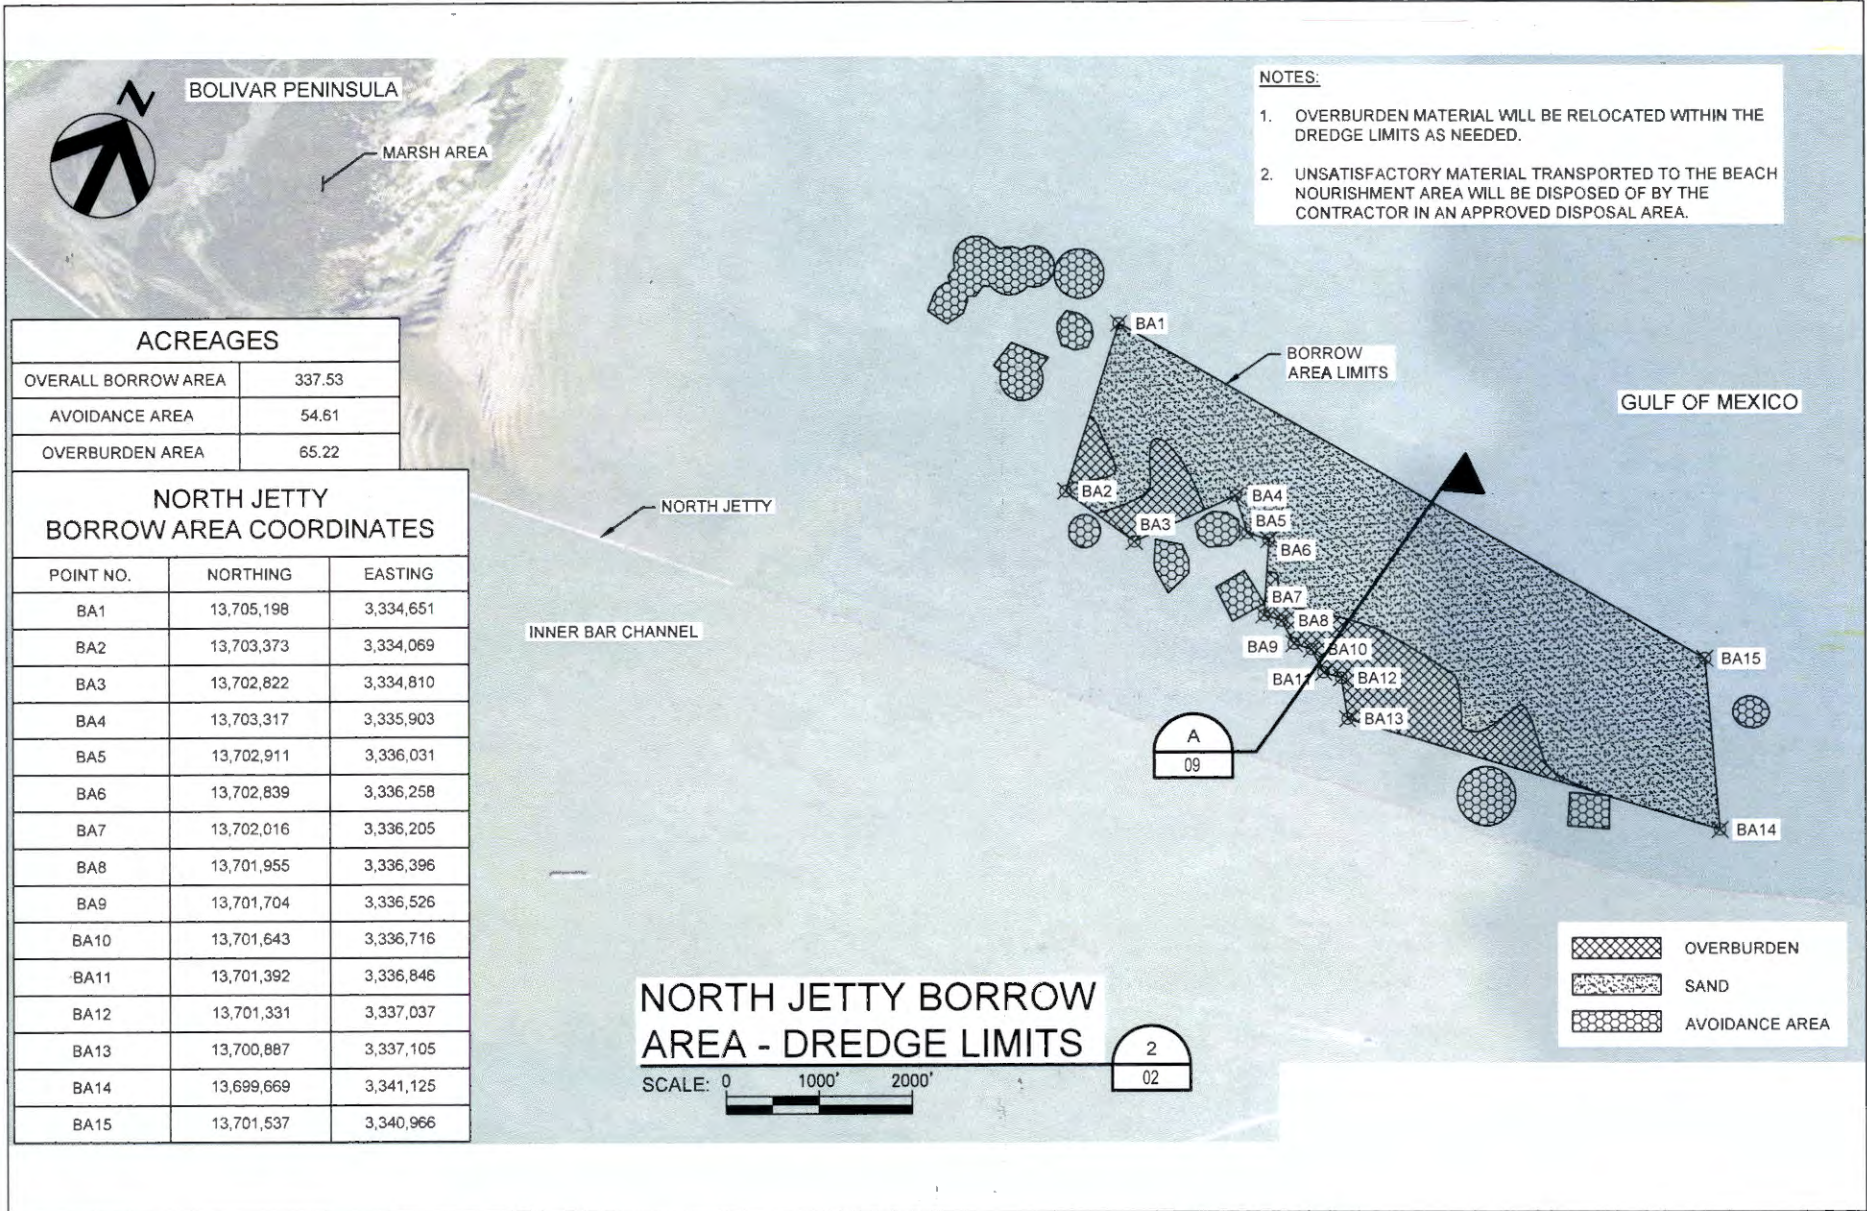 N
BOLIVAR PENINSULA
MARSH AREA
NOTES:
1. OVERBURDEN MATERIAL WILL BE RELOCATED WITHIN THE
DREDGE LIMITS AS NEEDED.
2. UNSATISFACTORY MATERIAL TRANSPORTED TO THE BEACH
NOURISHMENT AREA WILL BE DISPOSED OF BY THE
CONTRACTOR IN AN APPROVED DISPOSAL AREA.
ACREAGES
OVERALL BORROW AREA 337.53
AVOIDANCE AREA 54.61
OVERBURDEN AREA 65.22
NORTH JETTY
BORROW AREA COORDINATES
POINT NO. NORTHING EASTING
BA1 13,705,198 3,334,651
BA2 13,703,373 3,334,069
BA3 13,702,822 3,334,810
BA4 13,703,317 3,335,903
BA5 13,702,911 3,336,031
BA6 13,702,839 3,336,258
BA7 13,702,016 3,336,205
BA8 13,701,955 3,336,396
BA9 13,701,704 3,336,526
BA10 13,701,643 3,336,716
BA11 13,701,392 3,336,846
BA12 13,701,331 3,337,037
BA13 13,700,887 3,337,105
BA14 13,699,669 3,341,125
BA15 13,701,537 3,340,966
NORTH JETTY
INNER BAR CHANNEL
BA1
BORROW
AREA LIMITS
GULF OF MEXICO
BA2
BA4
BA3
BA5
BA6
BA7
BA8
BA9
BA10
BA11
BA12
BA13
BA15
BA14
A
09
NORTH JETTY BORROW
AREA - DREDGE LIMITS
2
02
SCALE: 0 1000' 2000'
OVERBURDEN
SAND
AVOIDANCE AREA